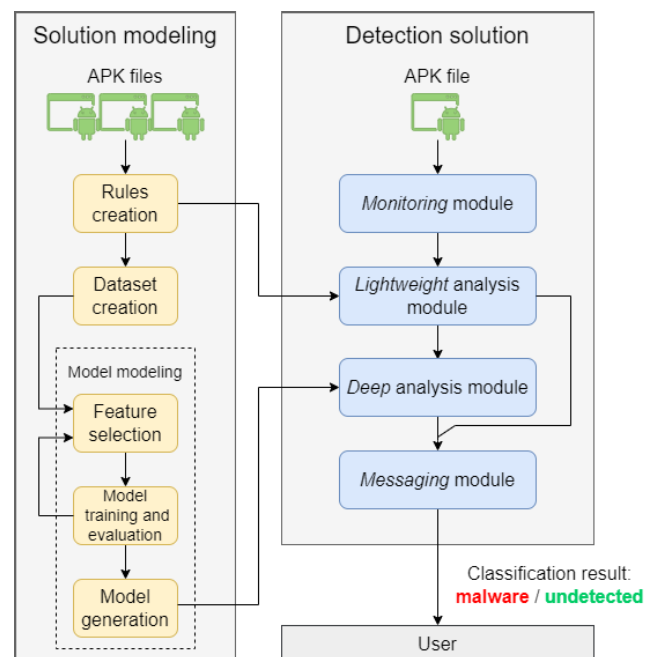 Solution modeling
APK files
Rules
creation
Dataset
creation
Model modeling
Feature
selection
Model
training and
evaluation
Model
generation
Detection solution
APK file
Monitoring module
Lightweight analysis
module
Deep analysis module
Messaging module
Classification result:
malware / undetected
User